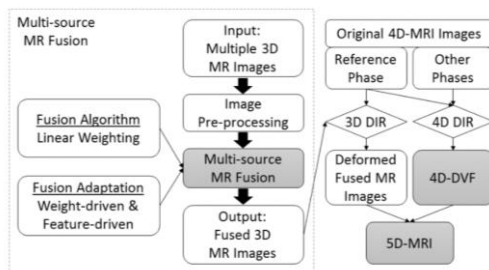 Multi-source
MR Fusion
Input:
Multiple 3D
MR Images
Image
Pre-processing
Fusion Algorithm
Linear Weighting
Multi-source
MR Fusion
Fusion Adaptation
Weight-driven &
Feature-driven
Output:
Fused 3D
MR Images
Original 4D-MRI Images
Reference
Phase
Other
Phases
3D DIR
4D DIR
Deformed
Fused MR
Images
4D-DVF
5D-MRI